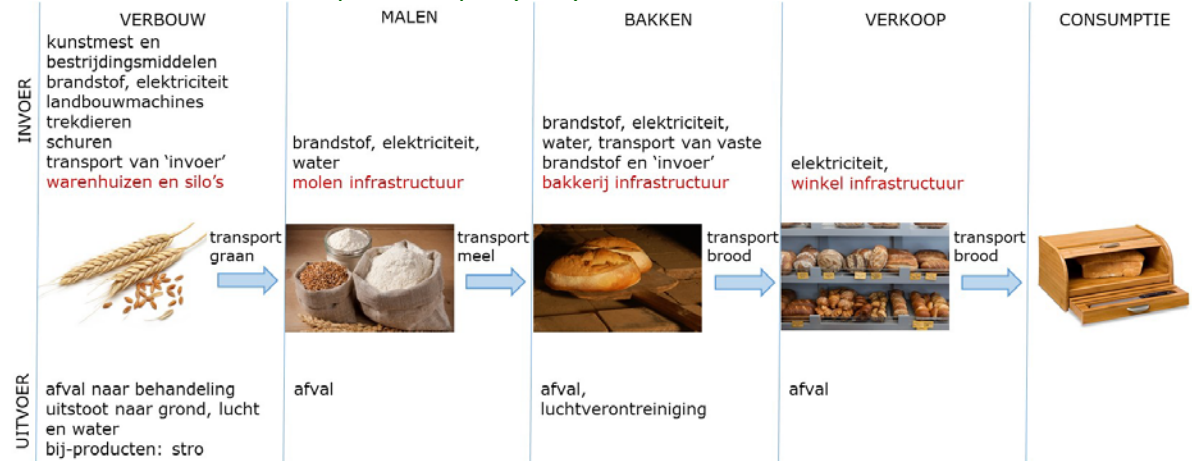 VERBOUW
MALEN
BAKKEN
VERKOOP
CONSUMPTIE
INVOER
kunstmest en
bestrijdingsmiddelen
brandstof, elektriciteit
landbouwmachines
trekdieren
schuren
transport van ‘invoer’
warenhuizen en silo’s
brandstof, elektriciteit,
water
molen infrastructuur
brandstof, elektriciteit,
water, transport van vaste
brandstof en ‘invoer’
bakkerij infrastructuur
elektriciteit,
winkel infrastructuur
transport
graan
transport
meel
transport
brood
transport
brood
UITVOER
afval naar behandeling
uitstoot naar grond, lucht
en water
bij-producten: stro
afval
afval,
luchtverontreiniging
afval